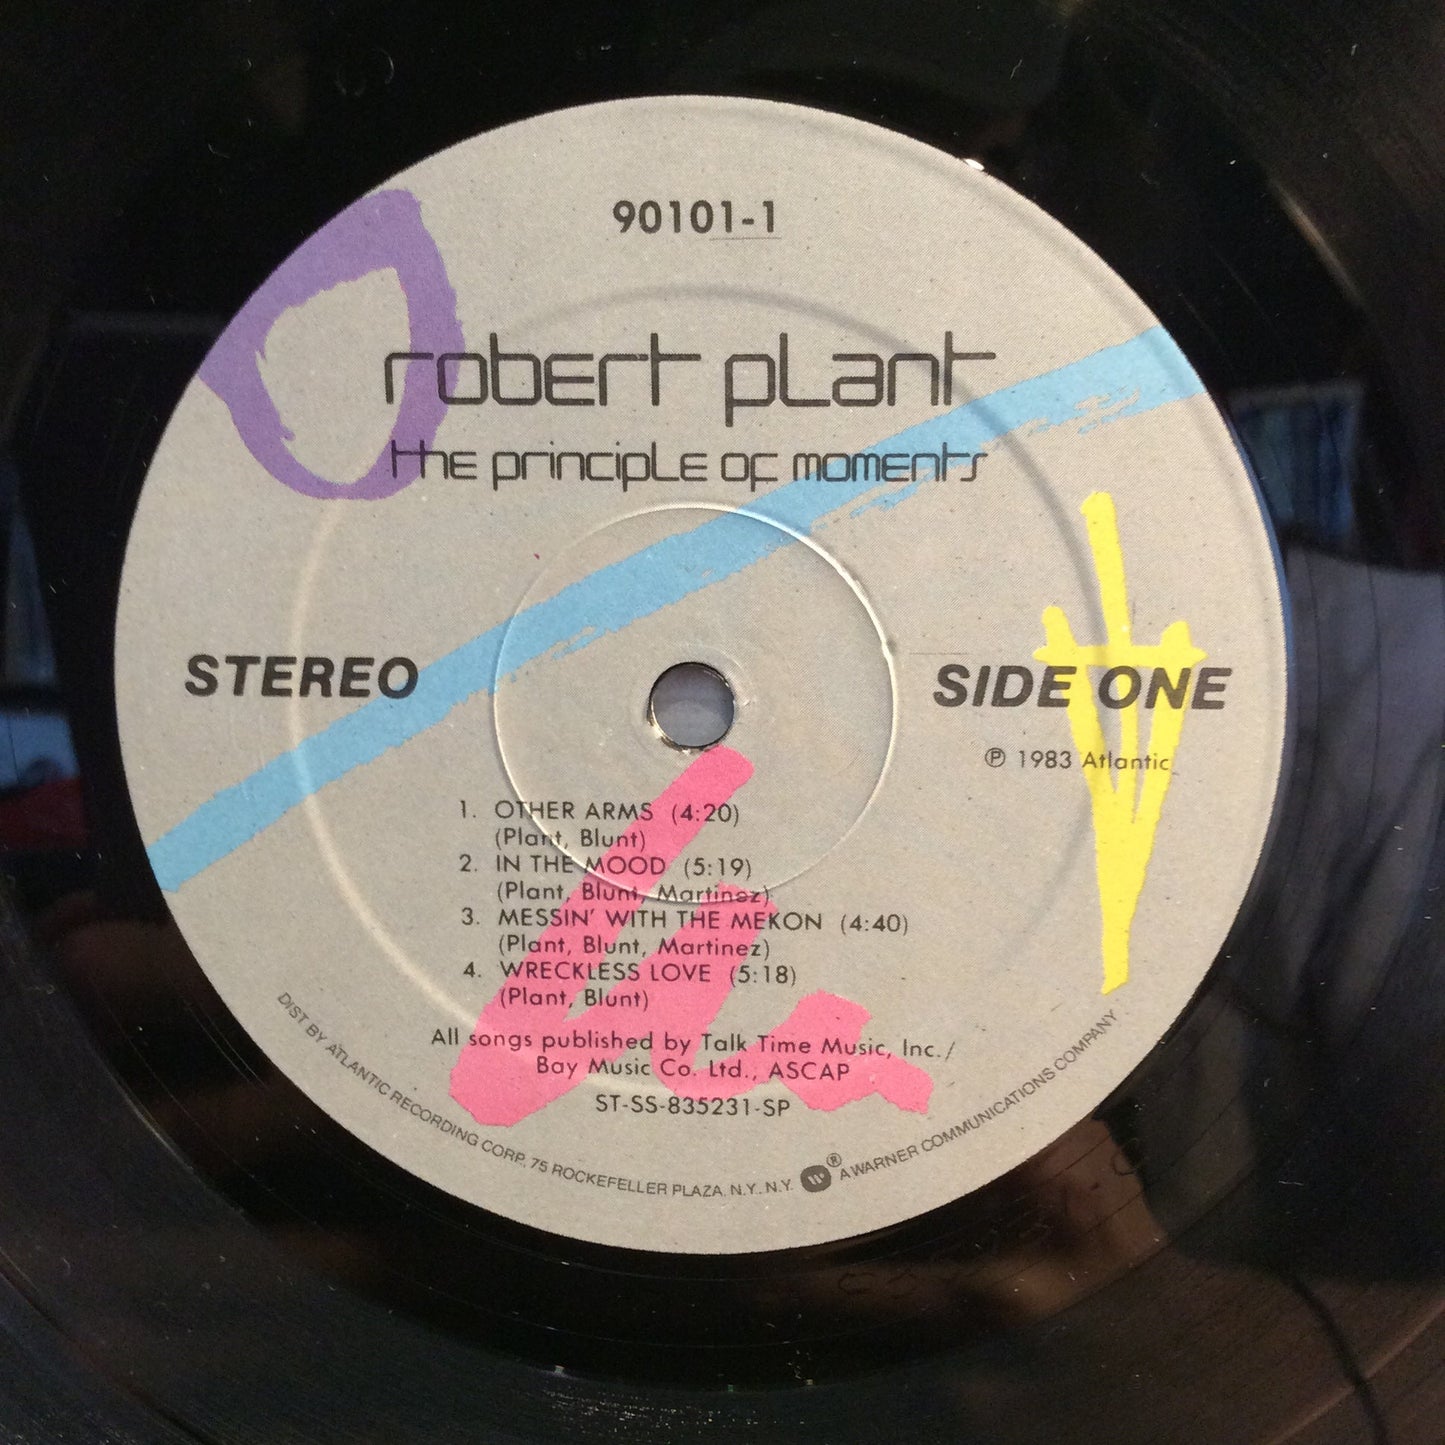 90101-1
robert plant
the principle of moments
STEREO
SIDE ONE
℗ 1983 Atlantic
1. OTHER ARMS (4:20)
(Plant, Blunt)
2. IN THE MOOD (5:19)
(Plant, Blunt, Martinez)
3. MESSIN' WITH THE MEKON (4:40)
(Plant, Blunt, Martinez)
4. WRECKLESS LOVE (5:18)
(Plant, Blunt)
All songs published by Talk Time Music, Inc./
Bay Music Co. Ltd., ASCAP
ST-SS-835231-SP
DIST BY ATLANTIC RECORDING CORP. 75 ROCKEFELLER PLAZA. N.Y. N.Y. ® A WARNER COMMUNICATIONS COMPANY